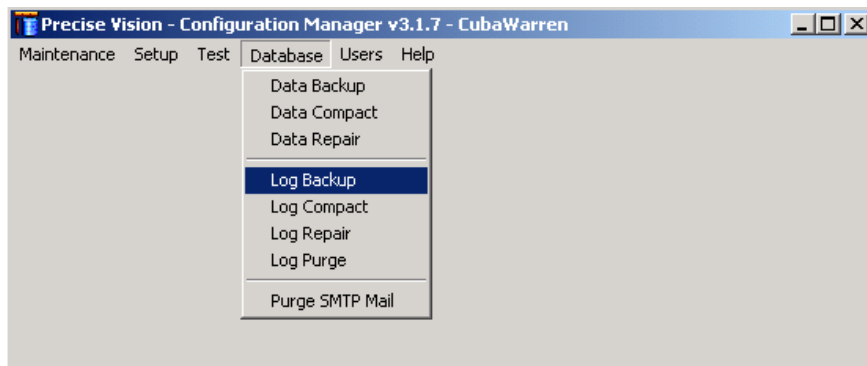 Precise Vision - Configuration Manager v3.1.7 - CubaWarren
Maintenance Setup Test Database Users Help
Data Backup
Data Compact
Data Repair
Log Backup
Log Compact
Log Repair
Log Purge
Purge SMTP Mail